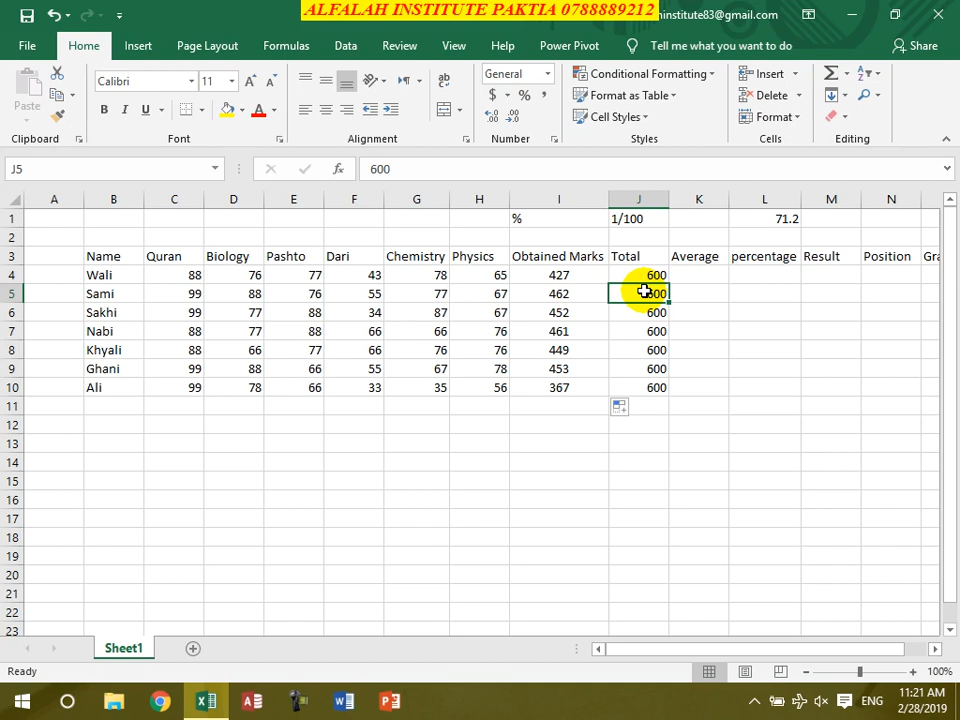 ALFALAH INSTITUTE PAKTIA 0788889212
institute83@gmail.com
File Home Insert Page Layout Formulas Data Review View Help Power Pivot Tell me what you want to do Share
Calibri 11 General Conditional Formatting Insert
Paste B I U $ % , Format as Table Delete
Cell Styles Format
Clipboard Font Alignment Number Styles Cells Editing
J5 fx 600
A B C D E F G H I J K L M N
1 % 1/100 71.2
2
3 Name Quran Biology Pashto Dari Chemistry Physics Obtained Marks Total Average percentage Result Position Gra
4 Wali 88 76 77 43 78 65 427 600
5 Sami 99 88 76 55 77 67 462 600
6 Sakhi 99 77 88 34 87 67 452 600
7 Nabi 88 77 88 66 66 76 461 600
8 Khyali 88 66 77 66 76 76 449 600
9 Ghani 99 88 66 55 67 78 453 600
10 Ali 99 78 66 33 35 56 367 600
11
12
13
14
15
16
17
18
19
20
21
22
23
Sheet1
Ready 100%
ENG 11:21 AM
2/28/2019